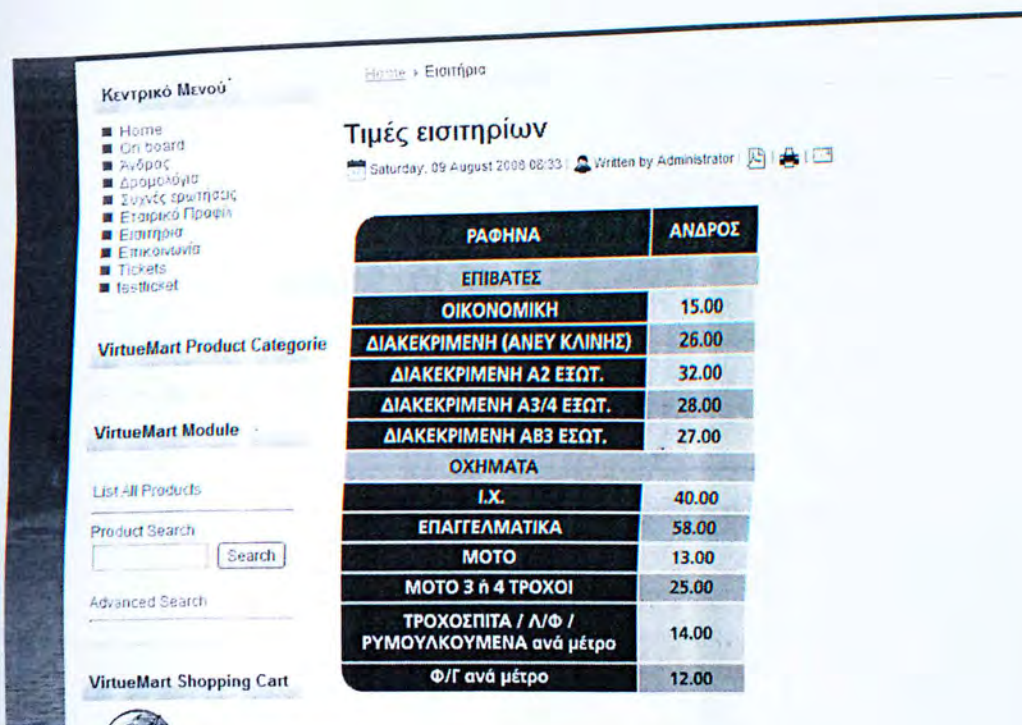 Κεντρικό Μενού
Home
On board
Άνδρος
Δρομολόγια
Συχνές ερωτήσεις
Εταιρικό Προφίλ
Εισιτήρια
Επικοινωνία
Tickets
testticket
VirtueMart Product Categorie
VirtueMart Module
List All Products
Product Search
Search
Advanced Search
VirtueMart Shopping Cart
Home › Εισιτήρια
Τιμές εισιτηρίων
Saturday, 09 August 2008 08:33 | Written by Administrator | | |
ΡΑΦΗΝΑ ΑΝΔΡΟΣ
ΕΠΙΒΑΤΕΣ
ΟΙΚΟΝΟΜΙΚΗ 15.00
ΔΙΑΚΕΚΡΙΜΕΝΗ (ΑΝΕΥ ΚΛΙΝΗΣ) 26.00
ΔΙΑΚΕΚΡΙΜΕΝΗ Α2 ΕΞΩΤ. 32.00
ΔΙΑΚΕΚΡΙΜΕΝΗ Α3/4 ΕΞΩΤ. 28.00
ΔΙΑΚΕΚΡΙΜΕΝΗ ΑΒ3 ΕΣΩΤ. 27.00
ΟΧΗΜΑΤΑ
Ι.Χ. 40.00
ΕΠΑΓΓΕΛΜΑΤΙΚΑ 58.00
ΜΟΤΟ 13.00
ΜΟΤΟ 3 ή 4 ΤΡΟΧΟΙ 25.00
ΤΡΟΧΟΣΠΙΤΑ / Λ/Φ /
ΡΥΜΟΥΛΚΟΥΜΕΝΑ ανά μέτρο 14.00
Φ/Γ ανά μέτρο 12.00